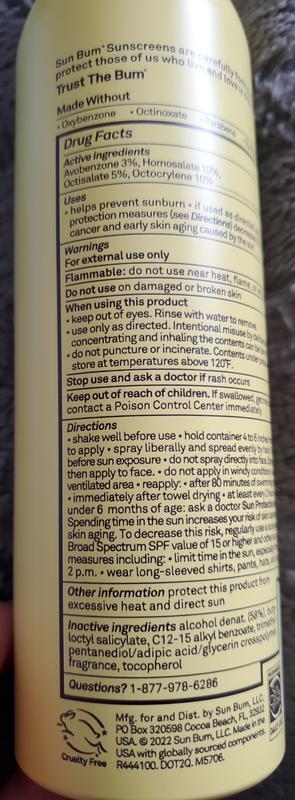 Sun Bum® Sunscreens are carefully
protect those of us who live and love
Trust The Bum®
Made Without
• Oxybenzone • Octinoxate • Parabens
Drug Facts
Active ingredients
Avobenzone 3%, Homosalate 10%,
Octisalate 5%, Octocrylene 10%
Uses
• helps prevent sunburn • if used as directed
protection measures (see Directions)
cancer and early skin aging caused by the
Warnings
For external use only
Flammable: do not use near heat, flame,
Do not use on damaged or broken skin
When using this product
• keep out of eyes. Rinse with water to remove.
• use only as directed. Intentional misuse by
concentrating and inhaling the contents can be
• do not puncture or incinerate. Contents under
store at temperatures above 120°F.
Stop use and ask a doctor if rash occurs
Keep out of reach of children. If swallowed, get
contact a Poison Control Center immediately.
Directions
• shake well before use • hold container 4 to 6 inches
to apply • spray liberally and spread evenly by
before sun exposure • do not spray directly into face.
then apply to face. • do not apply in windy conditions
ventilated area • reapply: • after 80 minutes of
• immediately after towel drying • at least every 2
under 6 months of age: ask a doctor Sun Protection
Spending time in the sun increases your risk of skin
skin aging. To decrease this risk, regularly use a
Broad Spectrum SPF value of 15 or higher and other
measures including: • limit time in the sun, especially
2 p.m. • wear long-sleeved shirts, pants, hats,
Other information protect this product from
excessive heat and direct sun
Inactive ingredients alcohol denat. (58%),
loctyl salicylate, C12-15 alkyl benzoate,
pentanediol/adipic acid/glycerin crosspolymer
fragrance, tocopherol
Questions? 1-877-978-6286
Cruelty Free
Mfg. for and Dist. by Sun Bum, LLC.
PO Box 320598 Cocoa Beach, FL, 32932
USA. © 2022 Sun Bum, LLC. Made in the
USA with globally sourced components.
R444100. DOT2Q. M5706.